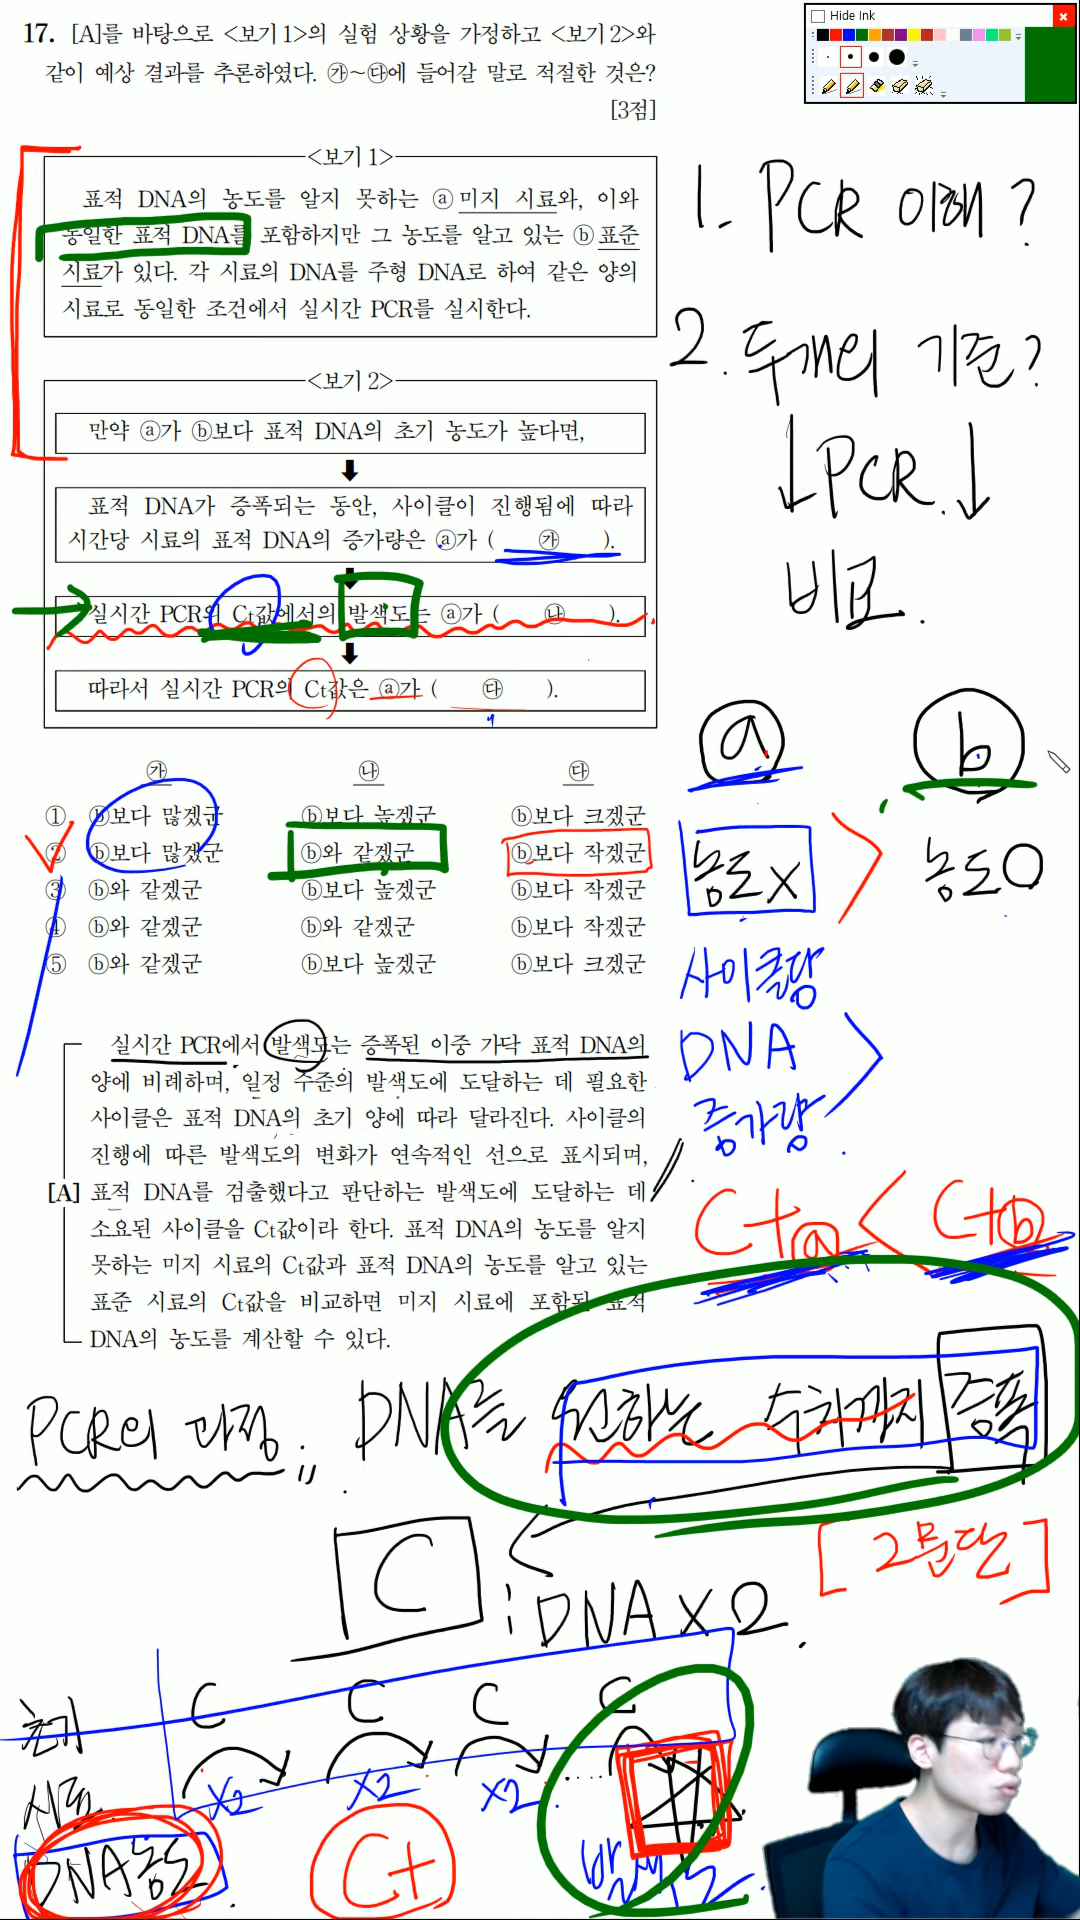 17. [A]를 바탕으로 <보기 1>의 실험 상황을 가정하고 <보기 2>와
같이 예상 결과를 추론하였다. ㉮~㉰에 들어갈 말로 적절한 것은?
[3점]
Hide Ink
<보기 1>
표적 DNA의 농도를 알지 못하는 ⓐ 미지 시료와, 이와
동일한 표적 DNA를 포함하지만 그 농도를 알고 있는 ⓑ 표준
시료가 있다. 각 시료의 DNA를 주형 DNA로 하여 같은 양의
시료로 동일한 조건에서 실시간 PCR를 실시한다.
<보기 2>
만약 ⓐ가 ⓑ보다 표적 DNA의 초기 농도가 높다면,
표적 DNA가 증폭되는 동안, 사이클이 진행됨에 따라
시간당 시료의 표적 DNA의 증가량은 ⓐ가 ( ㉮ ).
실시간 PCR의 Ct값에서의 발색도는 ⓐ가 ( ㉯ ).
따라서 실시간 PCR의 Ct값은 ⓐ가 ( ㉰ ).
㉮ ㉯ ㉰
① ⓑ보다 많겠군 ⓑ보다 높겠군 ⓑ보다 크겠군
② ⓑ보다 많겠군 ⓑ와 같겠군 ⓑ보다 작겠군
③ ⓑ와 같겠군 ⓑ보다 높겠군 ⓑ보다 작겠군
④ ⓑ와 같겠군 ⓑ와 같겠군 ⓑ보다 작겠군
⑤ ⓑ와 같겠군 ⓑ보다 높겠군 ⓑ보다 크겠군
실시간 PCR에서 발색도는 증폭된 이중 가닥 표적 DNA의
양에 비례하며, 일정 수준의 발색도에 도달하는 데 필요한
사이클은 표적 DNA의 초기 양에 따라 달라진다. 사이클의
진행에 따른 발색도의 변화가 연속적인 선으로 표시되며,
[A] 표적 DNA를 검출했다고 판단하는 발색도에 도달하는 데
소요된 사이클을 Ct값이라 한다. 표적 DNA의 농도를 알지
못하는 미지 시료의 Ct값과 표적 DNA의 농도를 알고 있는
표준 시료의 Ct값을 비교하면 미지 시료에 포함된 표적
DNA의 농도를 계산할 수 있다.
1. PCR 이해?
2. 두개의 기준?
↓PCR.↓
비교.
a b
농도X > 농도O
사이클당
DNA >
증가량
Ct ⓐ < Ct ⓑ
PCR의 과정. DNA를 원하는 수치까지 증폭
[2문단]
C : DNA X 2.
C C C C
초기
X2 X2 X2
시료
DNA농도 Ct 발색도